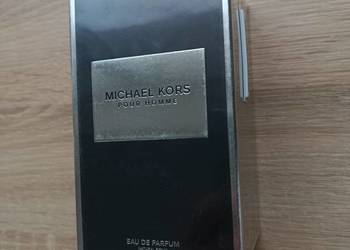 MICHAEL KORS
POUR HOMME
EAU DE PARFUM